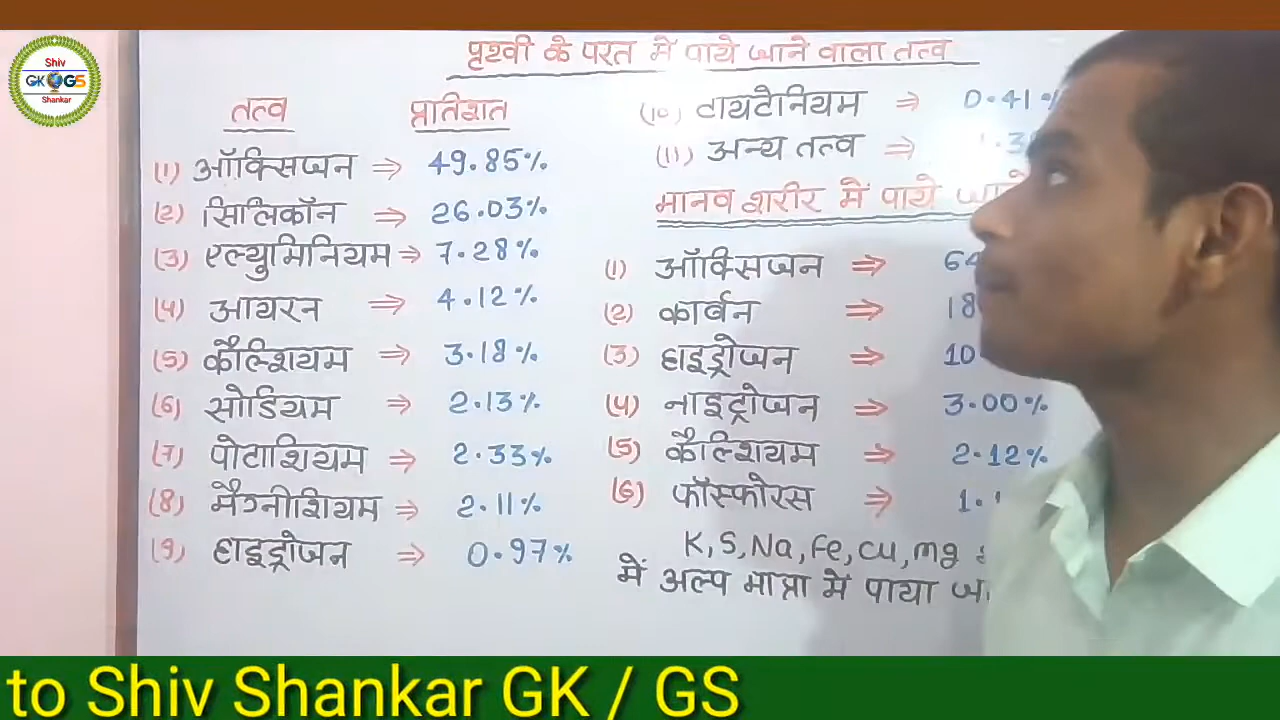 Shiv
GK GS
Shankar
पृथ्वी के परत में पाये जाने वाला तत्व
तत्व प्रतिशत
(1) ऑक्सिजन ⇒ 49.85%
(2) सिलिकॉन ⇒ 26.03%
(3) एल्युमिनियम ⇒ 7.28%
(4) आयरन ⇒ 4.12%
(5) कैल्शियम ⇒ 3.18%
(6) सोडियम ⇒ 2.13%
(7) पोटाशियम ⇒ 2.33%
(8) मैग्नीशियम ⇒ 2.11%
(9) हाइड्रोजन ⇒ 0.97%
(10) टायटेनियम ⇒ 0.41%
(11) अन्य तत्व ⇒
मानव शरीर में पाये
(1) ऑक्सिजन ⇒ 64
(2) कार्बन ⇒ 18
(3) हाइड्रोजन ⇒ 10
(4) नाइट्रोजन ⇒ 3.00%
(5) कैल्शियम ⇒ 2.12%
(6) फॉस्फोरस ⇒ 1.
K, S, Na, Fe, Cu, mg
में अल्प मात्रा में पाया
to Shiv Shankar GK / GS